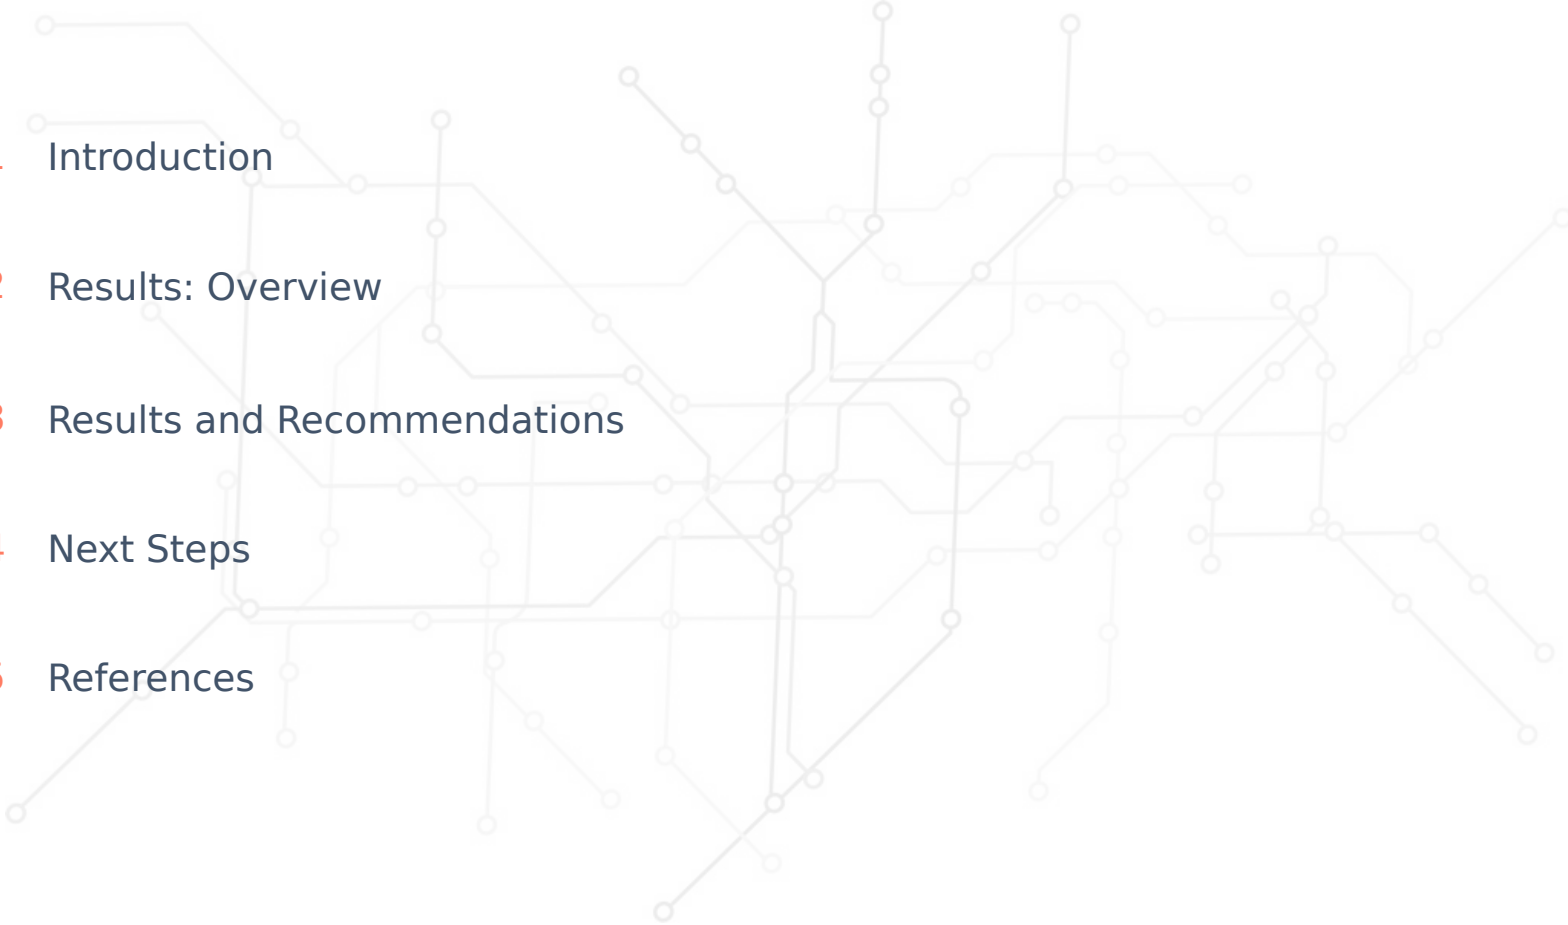 Introduction
Results: Overview
Results and Recommendations
Next Steps
References